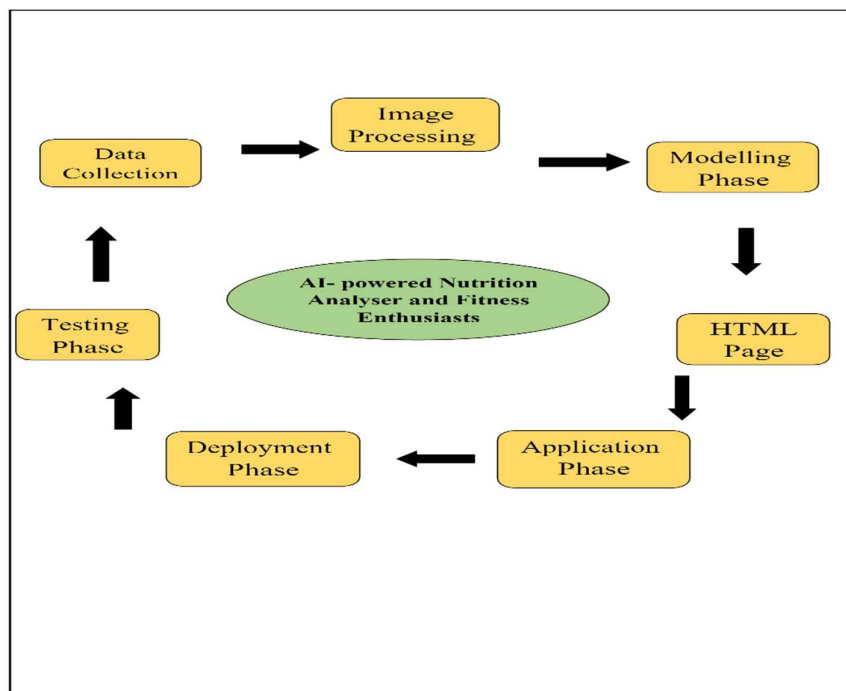 Image
Processing
Data
Collection
Modelling
Phase
AI- powered Nutrition
Analyser and Fitness
Enthusiasts
Testing
Phase
HTML
Page
Deployment
Phase
Application
Phase